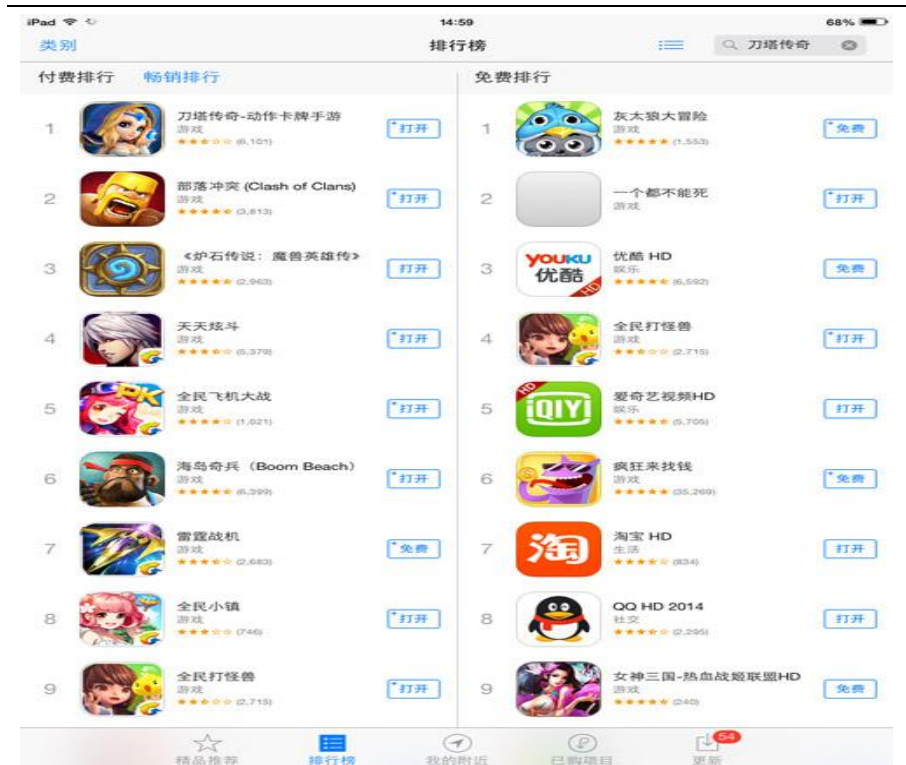 iPad 14:59 68%
类别 排行榜 刀塔传奇
付费排行 畅销排行
1 刀塔传奇-动作卡牌手游
游戏
(6,101)
+打开
2 部落冲突 (Clash of Clans)
游戏
(3,813)
+打开
3 《炉石传说：魔兽英雄传》
游戏
(2,963)
打开
4 天天炫斗
游戏
(5,379)
+打开
5 全民飞机大战
游戏
(1,021)
+打开
6 海岛奇兵 (Boom Beach)
游戏
(6,399)
+打开
7 雷霆战机
游戏
(2,683)
+免费
8 全民小镇
游戏
(746)
+打开
9 全民打怪兽
游戏
(2,715)
+打开
免费排行
1 灰太狼大冒险
游戏
(1,553)
+免费
2 一个都不能死
游戏
+打开
3 YOUKU 优酷 HD 优酷 HD
娱乐
(6,592)
免费
4 全民打怪兽
游戏
(2,715)
+打开
5 HD iQIYI 爱奇艺视频HD
娱乐
(5,705)
打开
6 疯狂来找钱
游戏
(35,269)
+免费
7 淘 淘宝 HD
生活
(834)
打开
8 QQ HD 2014
社交
(2,295)
打开
9 女神三国-热血战姬联盟HD
游戏
(240)
免费
精品推荐 排行榜 我的附近 已购项目 更新 54